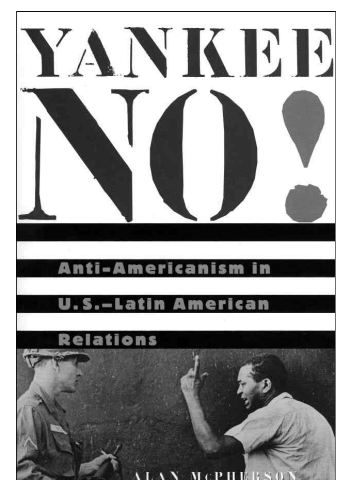 YANKEE
NO!
Anti-Americanism in
U.S.–Latin American
Relations
ALAN McPHERSON